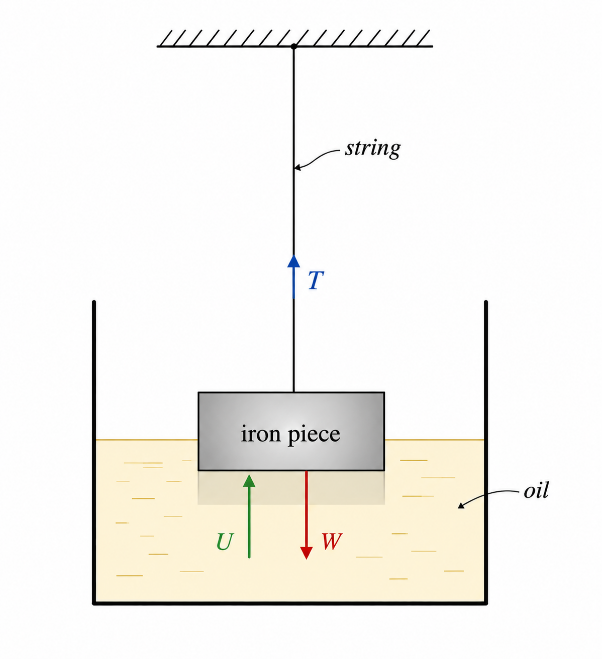 string
T
iron piece
oil
U
W